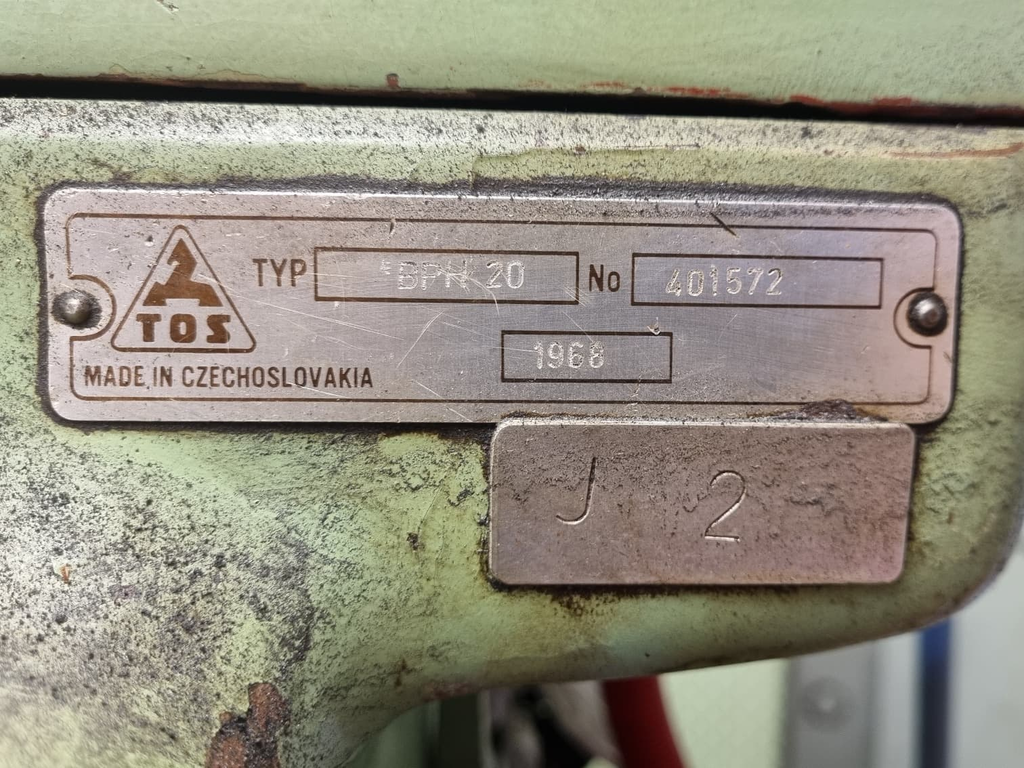 TOS
TYP BPH 20 No 401572
1968
MADE IN CZECHOSLOVAKIA
J 2